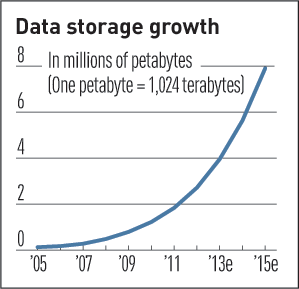 Data storage growth
In millions of petabytes
(One petabyte = 1,024 terabytes)
8
6
4
2
0
’05 ’07 ’09 ’11 ’13e ’15e